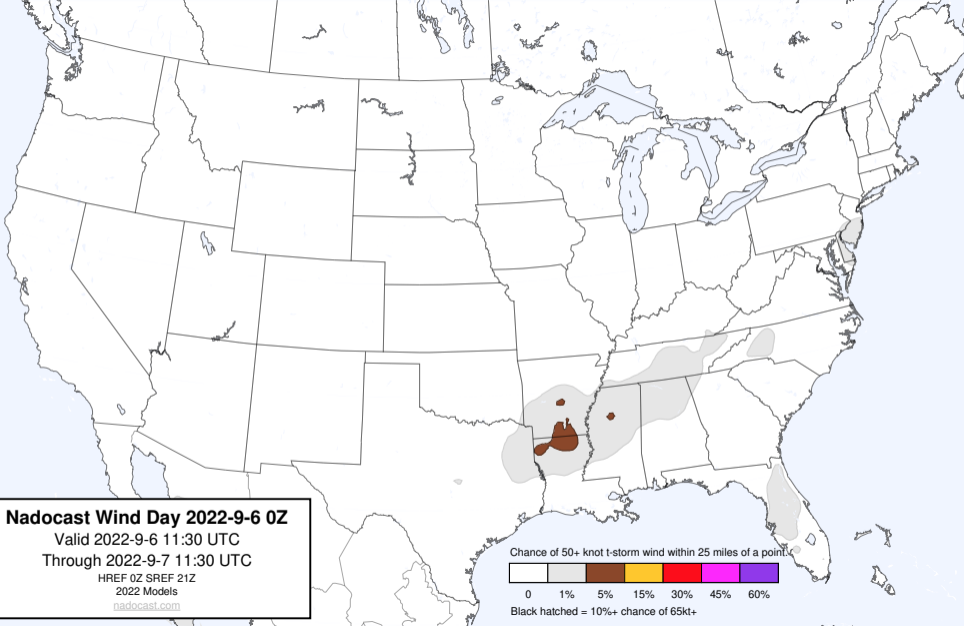 Nadocast Wind Day 2022-9-6 0Z
Valid 2022-9-6 11:30 UTC
Through 2022-9-7 11:30 UTC
HREF 0Z SREF 21Z
2022 Models
nadocast.com
Chance of 50+ knot t-storm wind within 25 miles of a point.
0 1% 5% 15% 30% 45% 60%
Black hatched = 10%+ chance of 65kt+